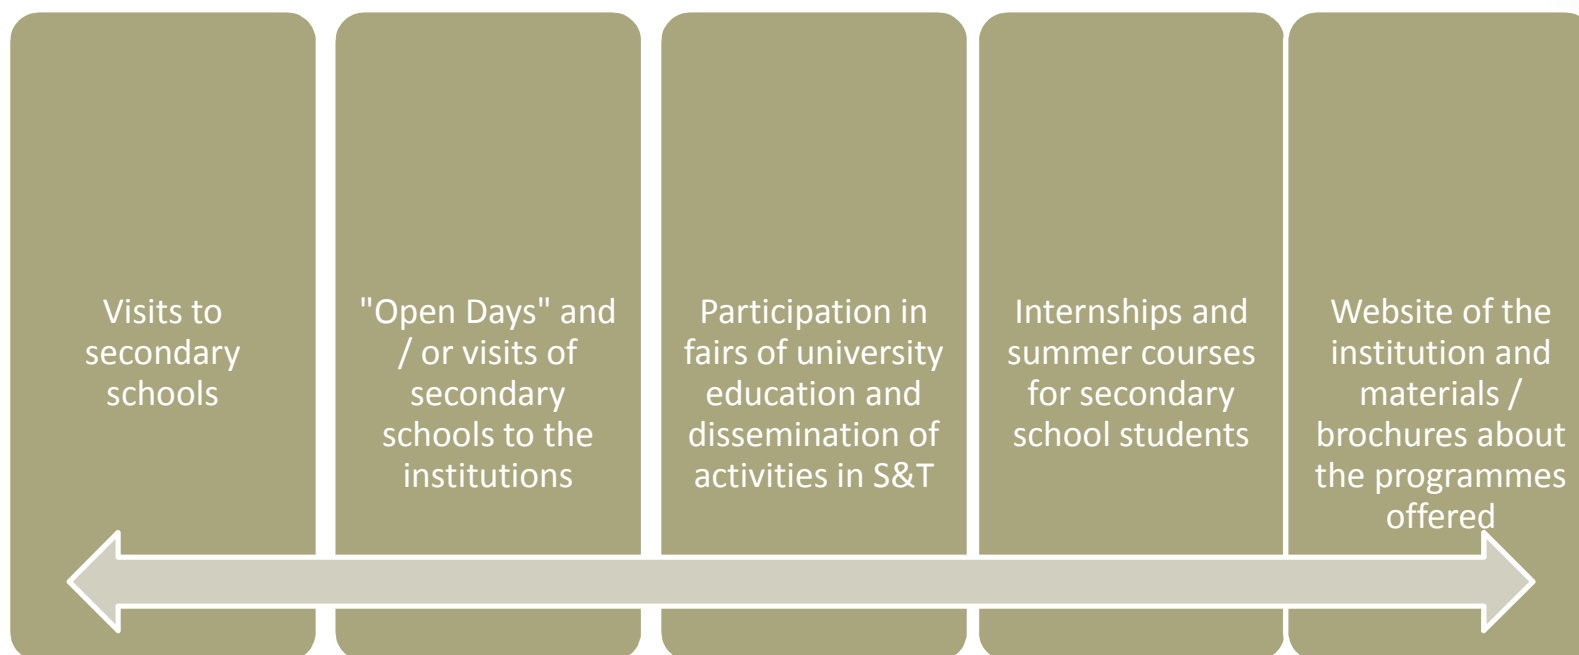 Visits to
secondary
schools
"Open Days" and
/ or visits of
secondary
schools to the
institutions
Participation in
fairs of university
education and
dissemination of
activities in S&T
Internships and
summer courses
for secondary
school students
Website of the
institution and
materials /
brochures about
the programmes
offered